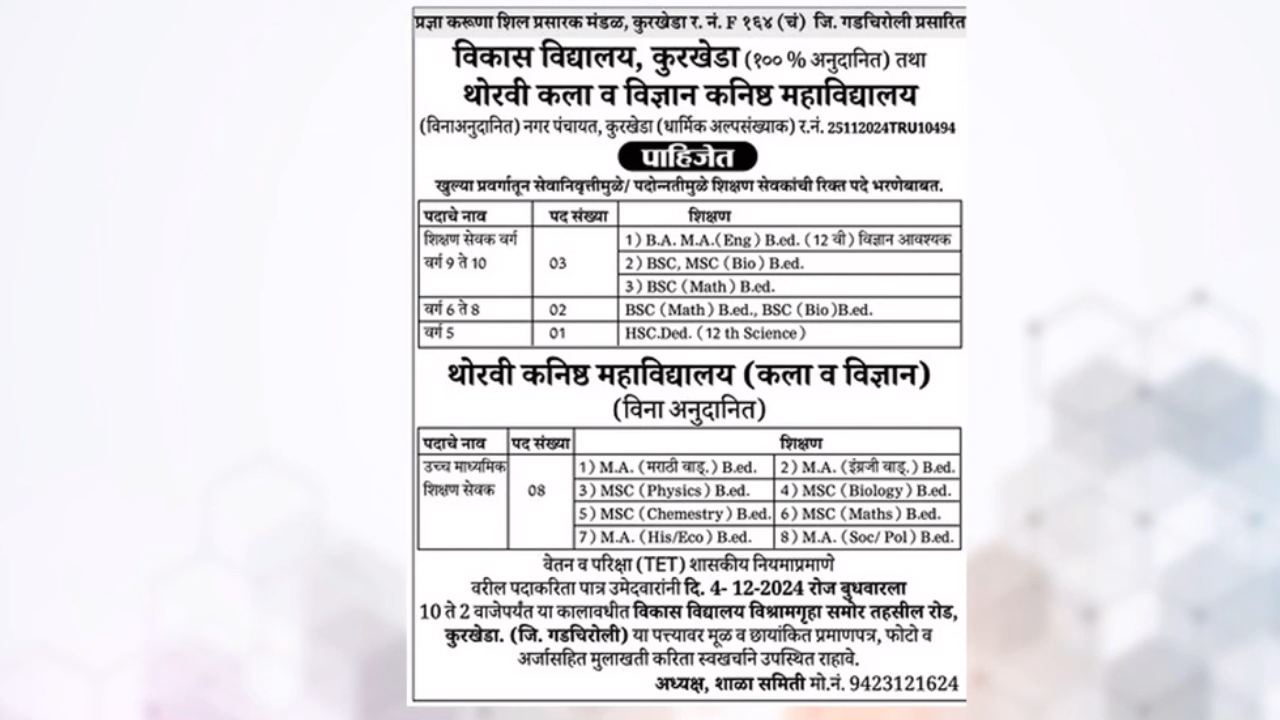 प्रज्ञा करूणा शिल प्रसारक मंडळ, कुरखेडा र. नं. F १६४ (चं) जि. गडचिरोली प्रसारित
विकास विद्यालय, कुरखेडा (१०० % अनुदानित) तथा
थोरवी कला व विज्ञान कनिष्ठ महाविद्यालय
(विनाअनुदानित) नगर पंचायत, कुरखेडा (धार्मिक अल्पसंख्याक) र.नं. 25112024TRU10494
पाहिजेत
खुल्या प्रवर्गातून सेवानिवृत्तीमुळे/ पदोन्नतीमुळे शिक्षण सेवकांची रिक्त पदे भरणेबाबत.
पदाचे नाव पद संख्या शिक्षण
शिक्षण सेवक वर्ग 1) B.A. M.A.(Eng) B.ed. (12 वी) विज्ञान आवश्यक
वर्ग 9 ते 10 03 2) BSC, MSC (Bio) B.ed.
3) BSC (Math) B.ed.
वर्ग 6 ते 8 02 BSC (Math) B.ed., BSC (Bio)B.ed.
वर्ग 5 01 HSC.Ded. (12 th Science)
थोरवी कनिष्ठ महाविद्यालय (कला व विज्ञान)
(विना अनुदानित)
पदाचे नाव पद संख्या शिक्षण
उच्च माध्यमिक 1) M.A. (मराठी वाड्.) B.ed. 2) M.A. (इंग्रजी वाड्.) B.ed.
शिक्षण सेवक 08 3) MSC (Physics) B.ed. 4) MSC (Biology) B.ed.
5) MSC (Chemestry) B.ed. 6) MSC (Maths) B.ed.
7) M.A. (His/Eco) B.ed. 8) M.A. (Soc/ Pol) B.ed.
वेतन व परिक्षा (TET) शासकीय नियमाप्रमाणे
वरील पदाकरिता पात्र उमेदवारांनी दि. 4- 12-2024 रोज बुधवारला
10 ते 2 वाजेपर्यंत या कालावधीत विकास विद्यालय विश्रामगृहा समोर तहसील रोड,
कुरखेडा. (जि. गडचिरोली) या पत्त्यावर मूळ व छायांकित प्रमाणपत्र, फोटो व
अर्जासहित मुलाखती करिता स्वखर्चाने उपस्थित राहावे.
अध्यक्ष, शाळा समिती मो.नं. 9423121624